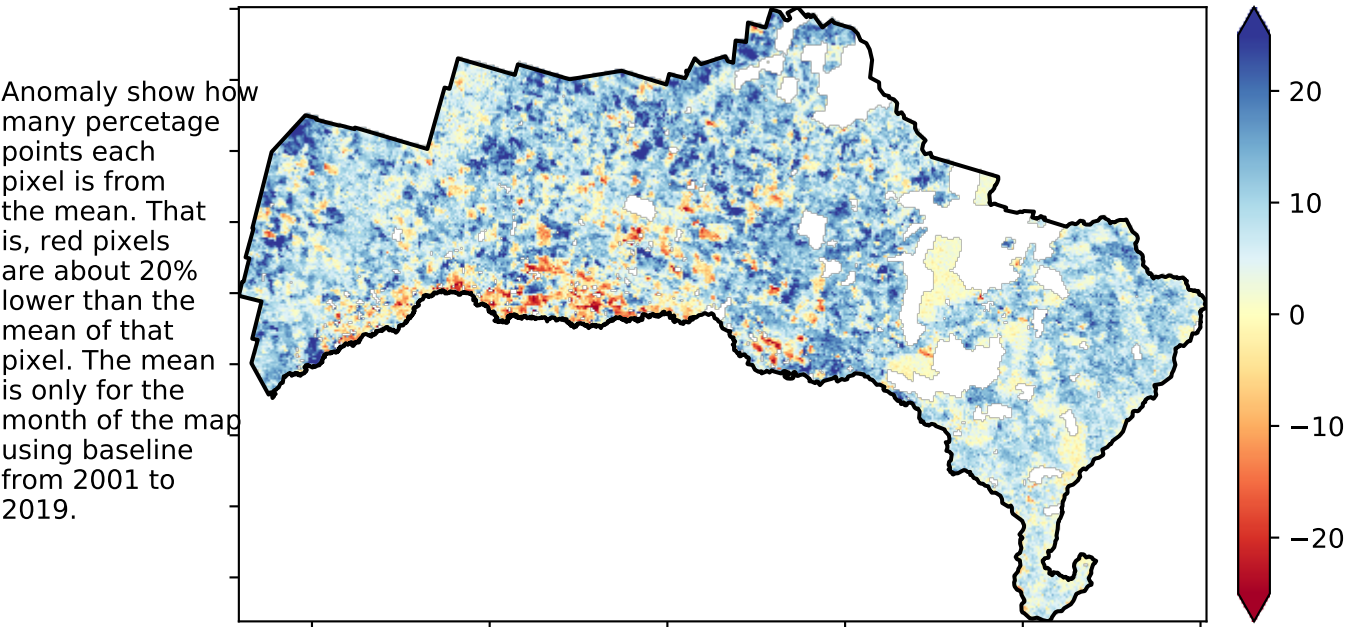 Anomaly show how
many percetage
points each
pixel is from
the mean. That
is, red pixels
are about 20%
lower than the
mean of that
pixel. The mean
is only for the
month of the map
using baseline
from 2001 to
2019.
20
10
0
−10
−20